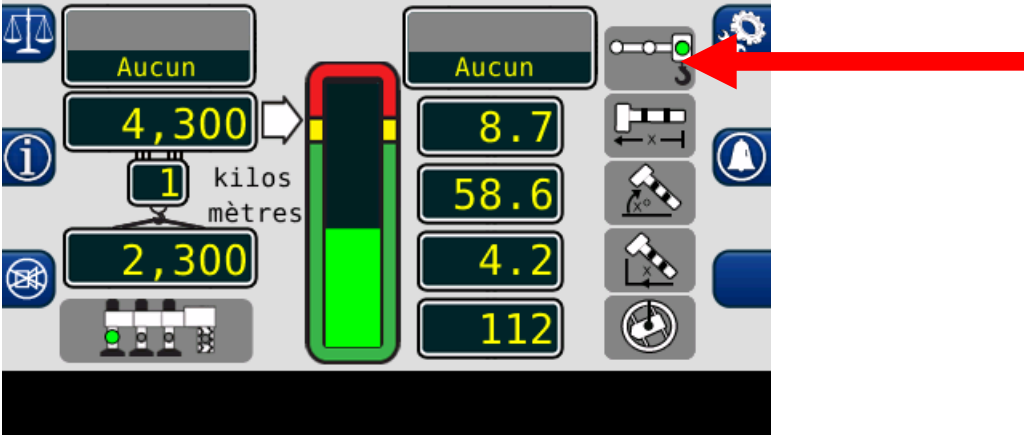 Aucun
Aucun
4,300
8.7
1
kilos
mètres
58.6
2,300
4.2
112
x
x°
x